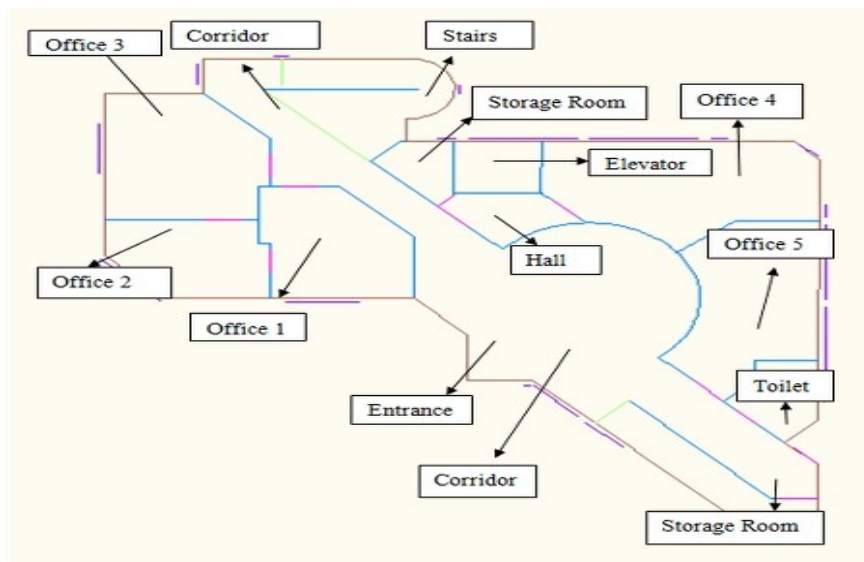 Corridor
Stairs
Office 3
Storage Room
Office 4
Elevator
Office 5
Hall
Office 2
Office 1
Toilet
Entrance
Corridor
Storage Room